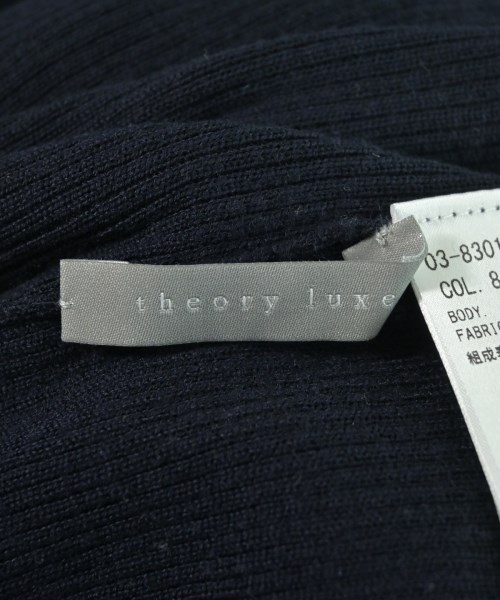 theory luxe
03-8301
COL. 8
BODY.
FABRIC
組成表